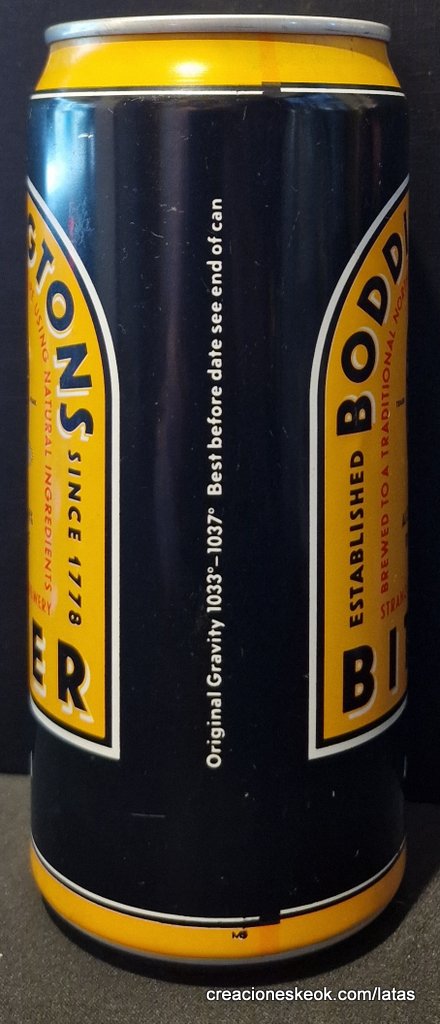 GTONS
USING NATURAL INGREDIENTS
SINCE 1778
ER
Original Gravity 1033°–1037° Best before date see end of can
BODDI
ESTABLISHED
BREWED TO A TRADITIONAL
BI
creacioneskeok.com/latas